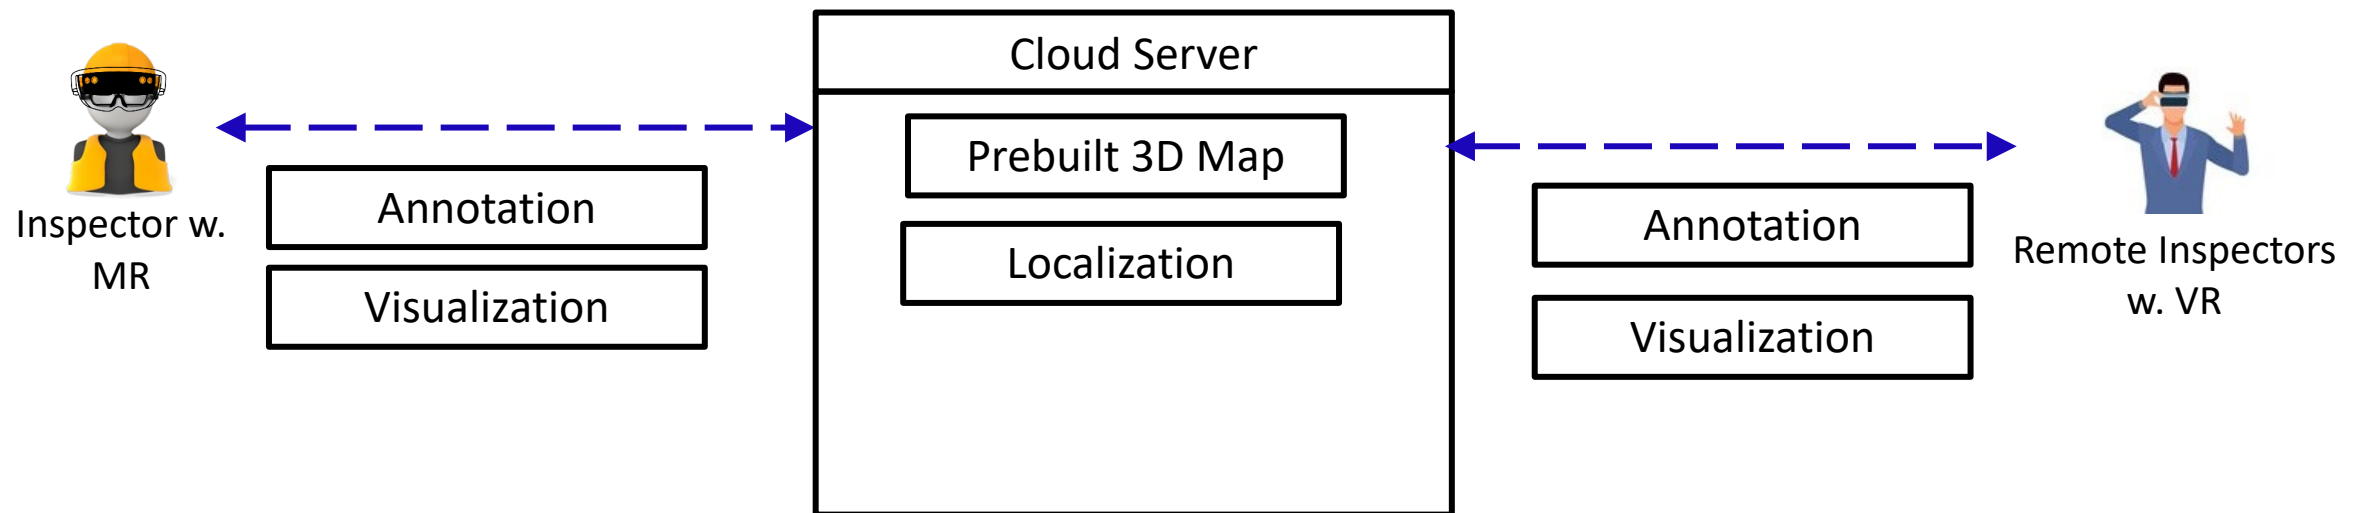 Inspector w.
MR
Annotation
Visualization
Cloud Server
Prebuilt 3D Map
Localization
Annotation
Visualization
Remote Inspectors
w. VR